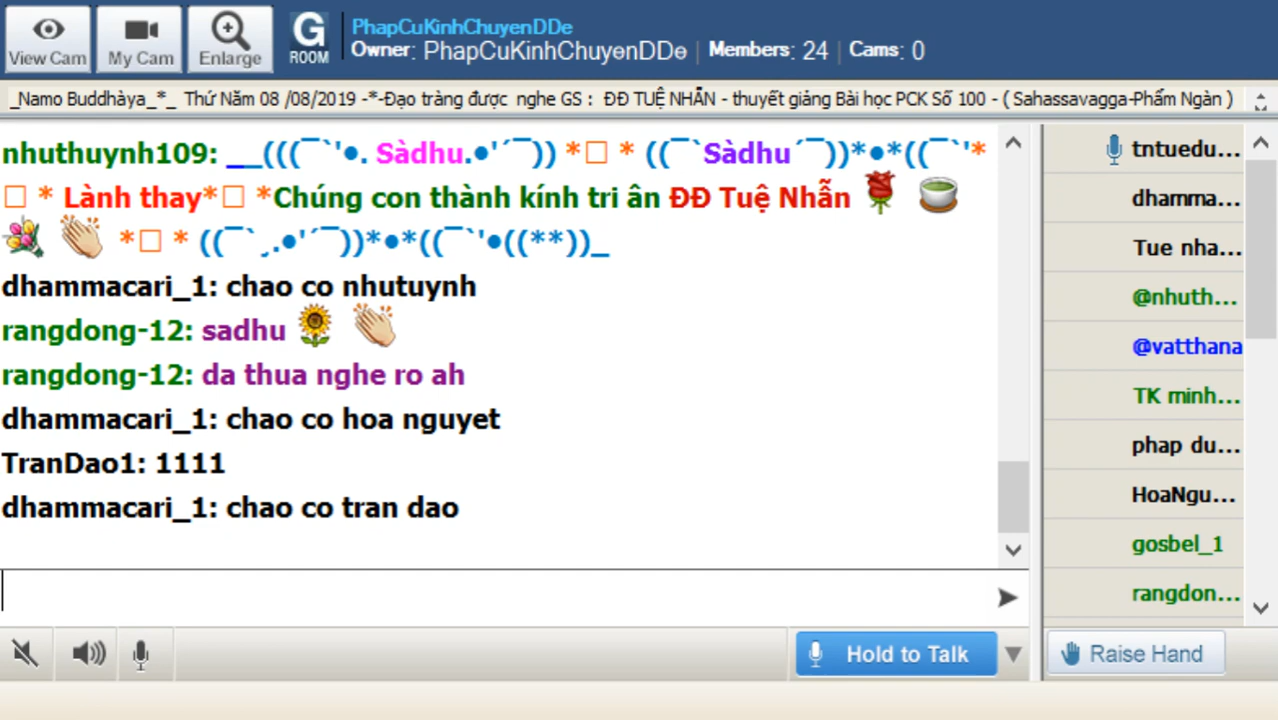 View Cam
My Cam
Enlarge
G
ROOM
PhapCuKinhChuyenDDe
Owner: PhapCuKinhChuyenDDe | Members: 24 | Cams: 0
_Namo Buddhàya_*_ Thứ Năm 08 /08/2019 -*-Đạo tràng được nghe GS : ĐĐ TUỆ NHẪN - thuyết giảng Bài học PCK Số 100 - ( Sahassavagga-Phẩm Ngàn )
nhuthuynh109: __(((¯`'●. Sàdhu.●'´¯)) *□ * ((¯`Sàdhu´¯))*●*((¯`'*
□ * Lành thay*□ *Chúng con thành kính tri ân ĐĐ Tuệ Nhẫn
*□ * ((¯`¸.●'´¯))*●*((¯`'●((**))_
dhammacari_1: chao co nhutuynh
rangdong-12: sadhu
rangdong-12: da thua nghe ro ah
dhammacari_1: chao co hoa nguyet
TranDao1: 1111
dhammacari_1: chao co tran dao
tntuedu...
dhamma...
Tue nha...
@nhuth...
@vatthana
TK minh...
phap du...
HoaNgu...
gosbel_1
rangdon...
Hold to Talk
Raise Hand